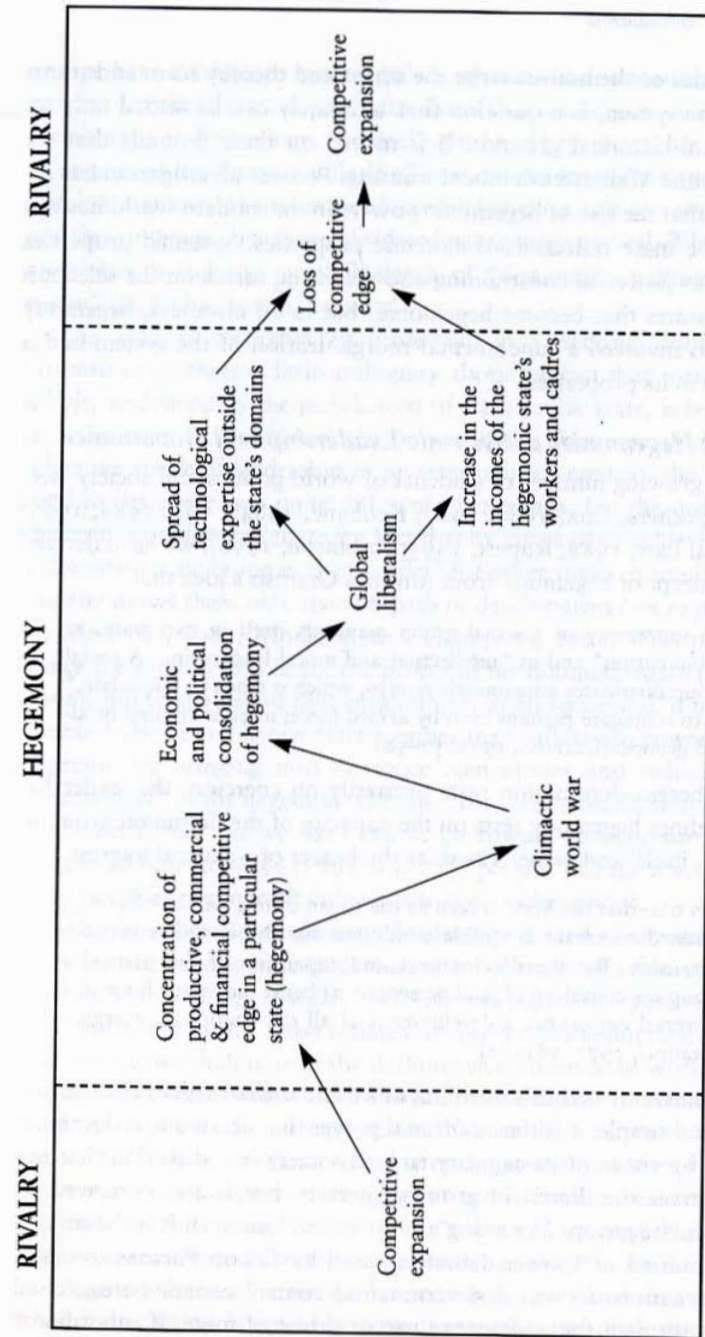 RIVALRY
HEGEMONY
RIVALRY
Competitive
expansion
Concentration of
productive, commercial
& financial competitive
edge in particular
state (hegemony)
Climactic
world war
Economic
and political
consolidation
of hegemony
Global
liberalism
Spread of
technological
expertise outside
the state's domains
Increase in the
incomes of the
hegemonic state's
workers and cadres
Loss of
competitive
edge
Competitive
expansion